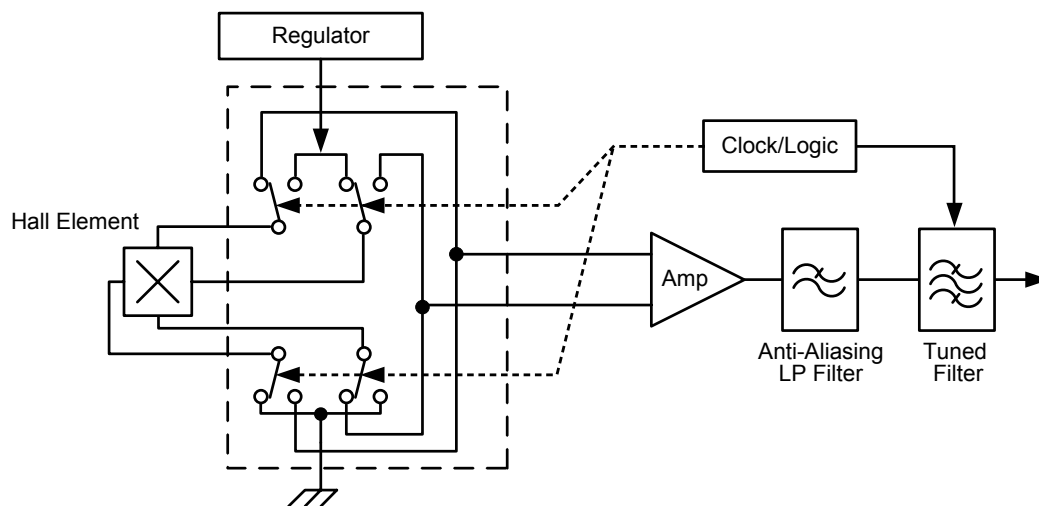 Regulator
Clock/Logic
Hall Element
Amp
Anti-Aliasing
LP Filter
Tuned
Filter